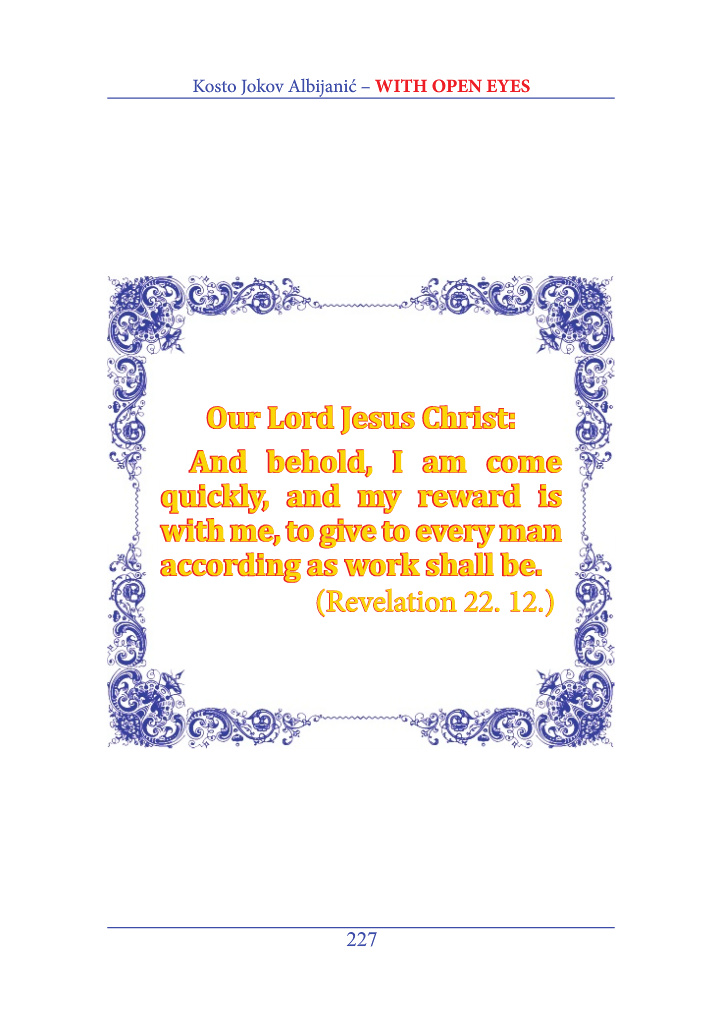 Kosto Jokov Albijanić – WITH OPEN EYES
Our Lord Jesus Christ:
And behold, I am come
quickly, and my reward is
with me, to give to every man
according as work shall be.
(Revelation 22. 12.)
227